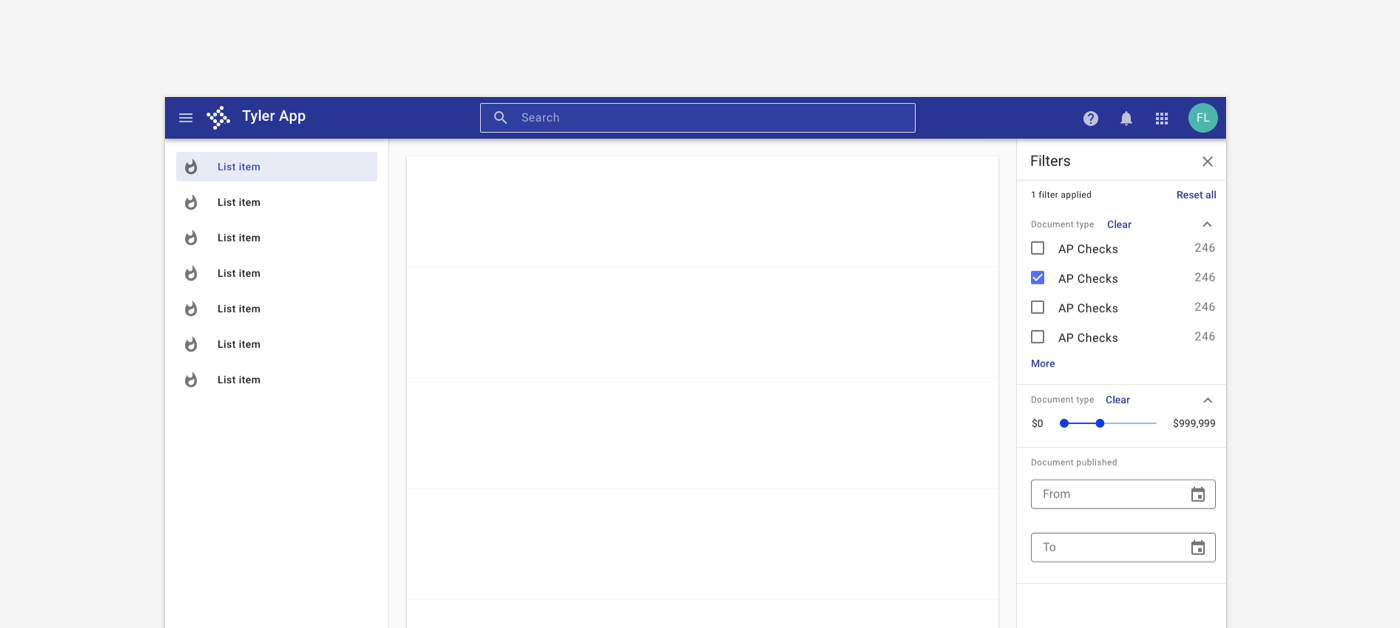 Tyler App
Search
FL
List item
List item
List item
List item
List item
List item
List item
Filters
1 filter applied Reset all
Document type Clear
AP Checks 246
AP Checks 246
AP Checks 246
AP Checks 246
More
Document type Clear
$0 $999,999
Document published
From
To